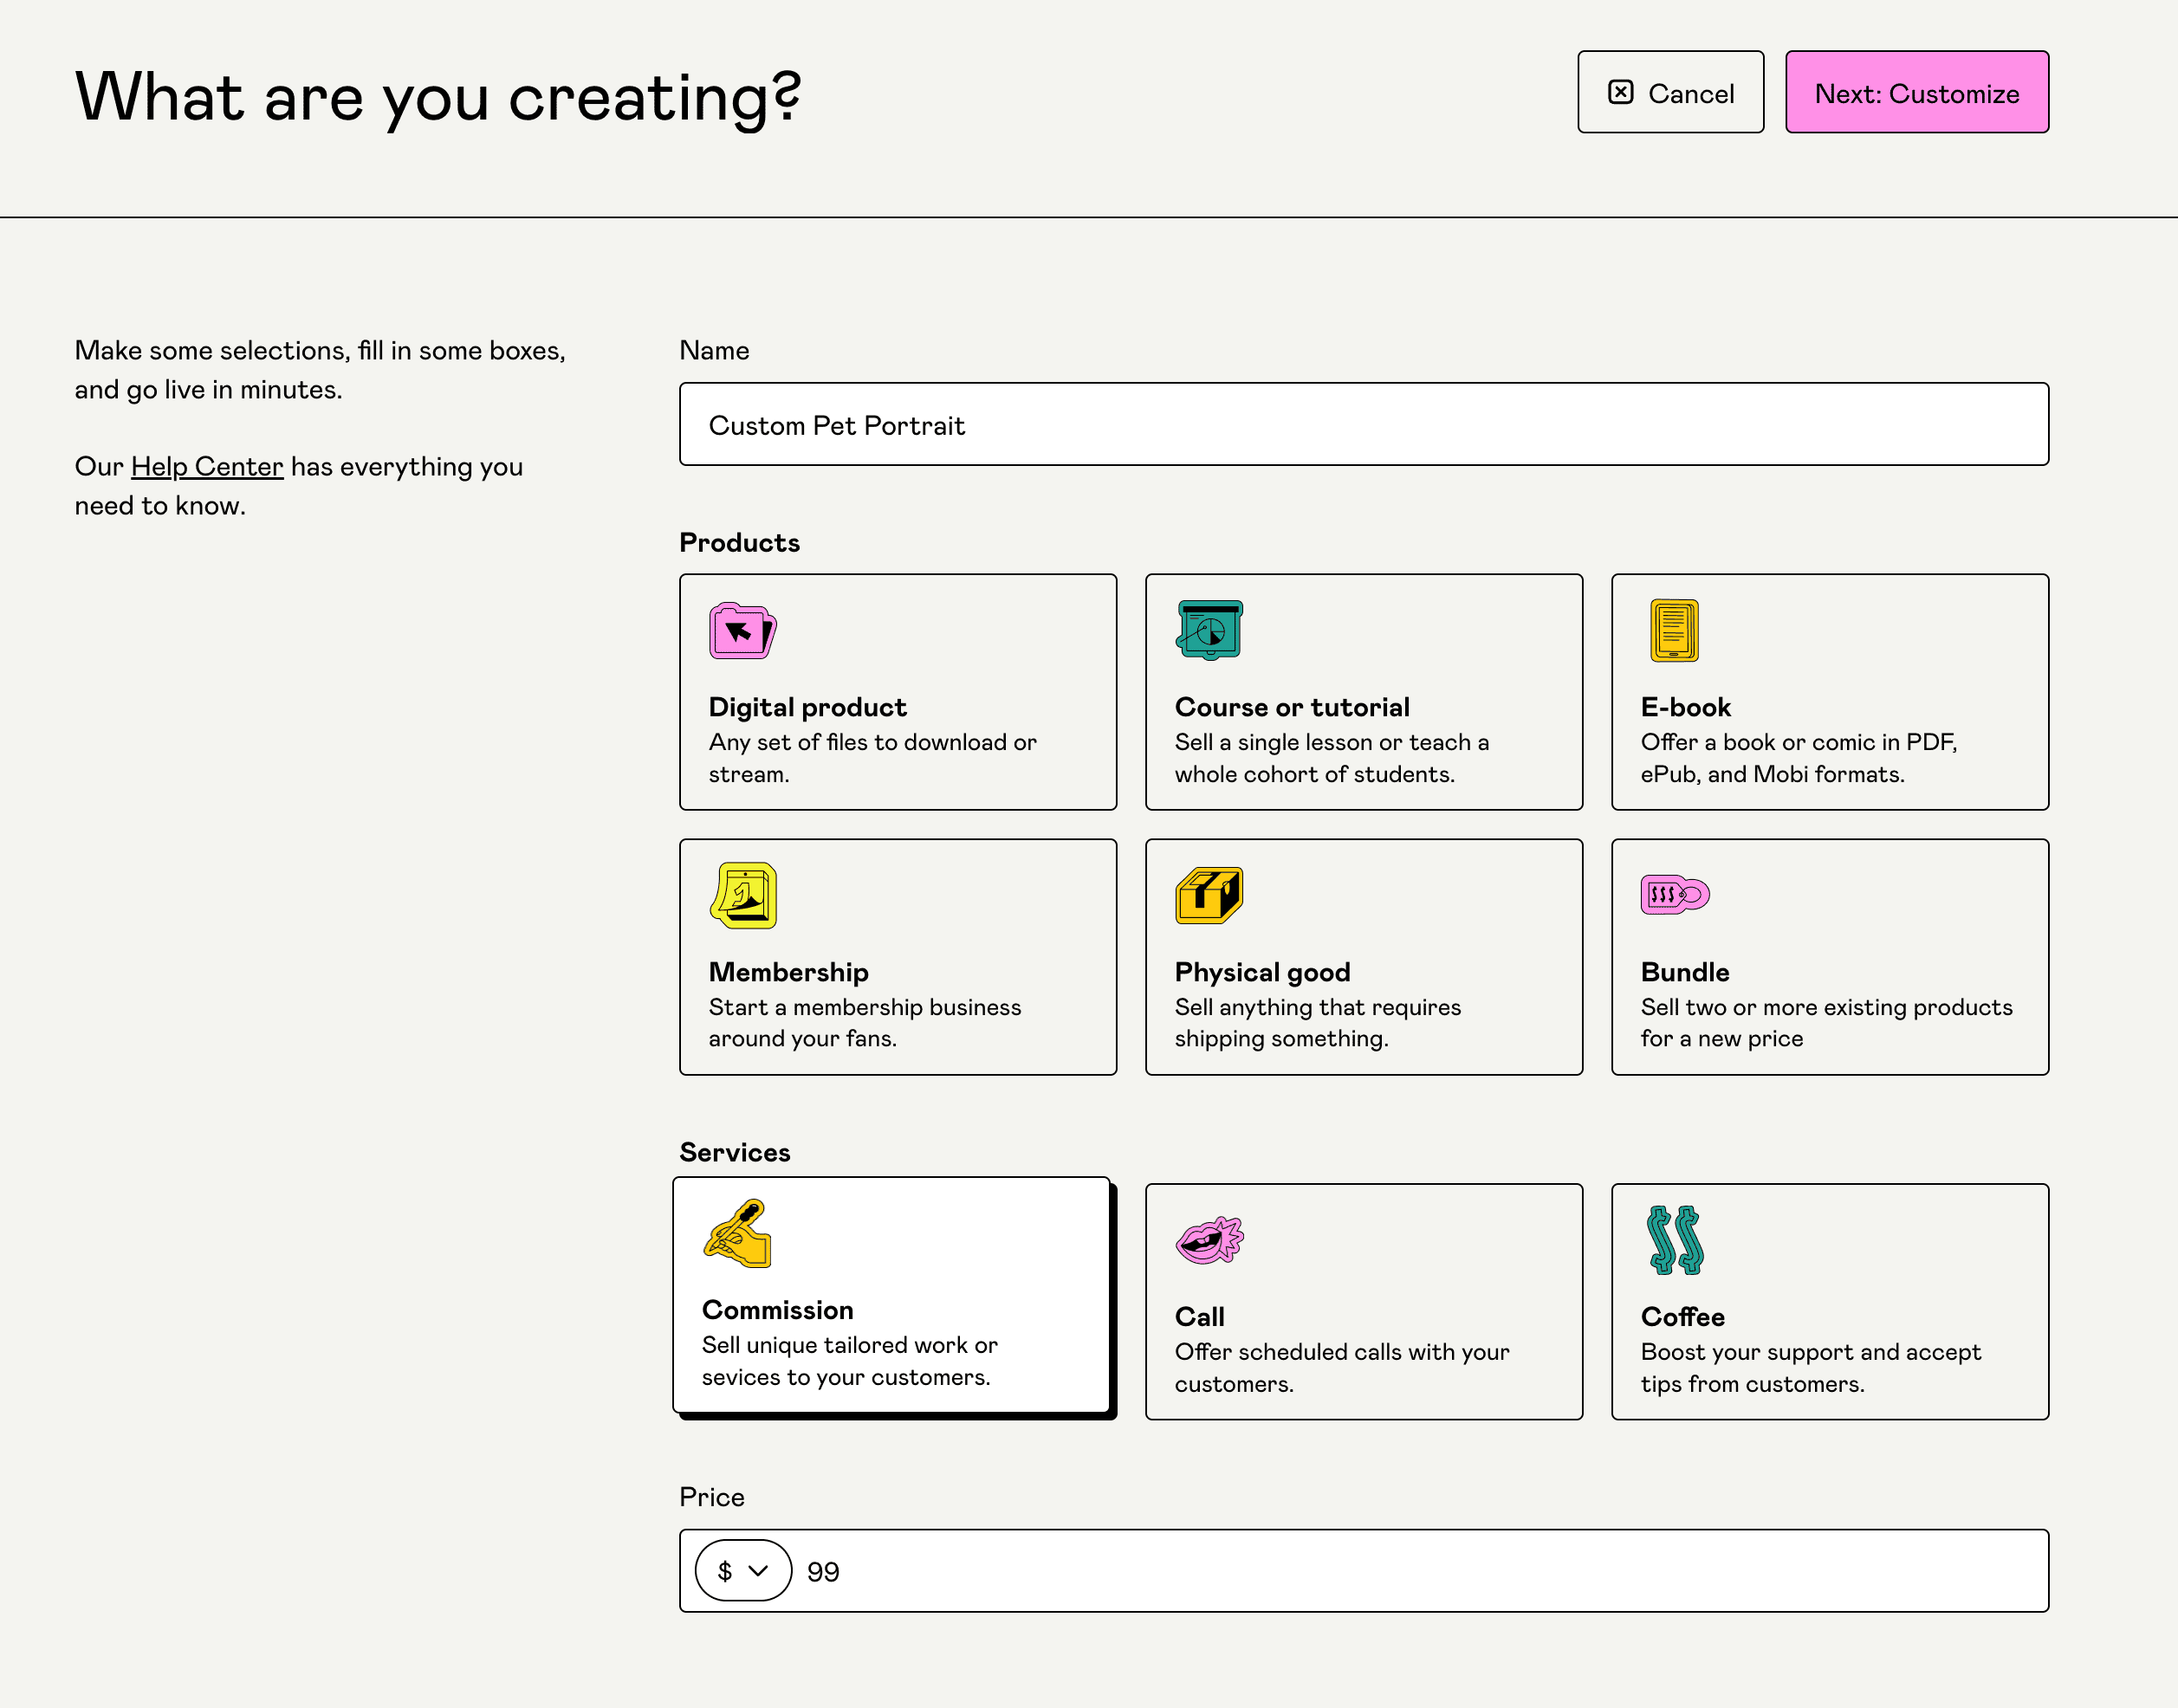 What are you creating?
Cancel
Next: Customize
Make some selections, fill in some boxes,
and go live in minutes.
Our Help Center has everything you
need to know.
Name
Custom Pet Portrait
Products
Digital product
Any set of files to download or
stream.
Course or tutorial
Sell a single lesson or teach a
whole cohort of students.
E-book
Offer a book or comic in PDF,
ePub, and Mobi formats.
Membership
Start a membership business
around your fans.
Physical good
Sell anything that requires
shipping something.
Bundle
Sell two or more existing products
for a new price
Services
Commission
Sell unique tailored work or
sevices to your customers.
Call
Offer scheduled calls with your
customers.
Coffee
Boost your support and accept
tips from customers.
Price
$ 99